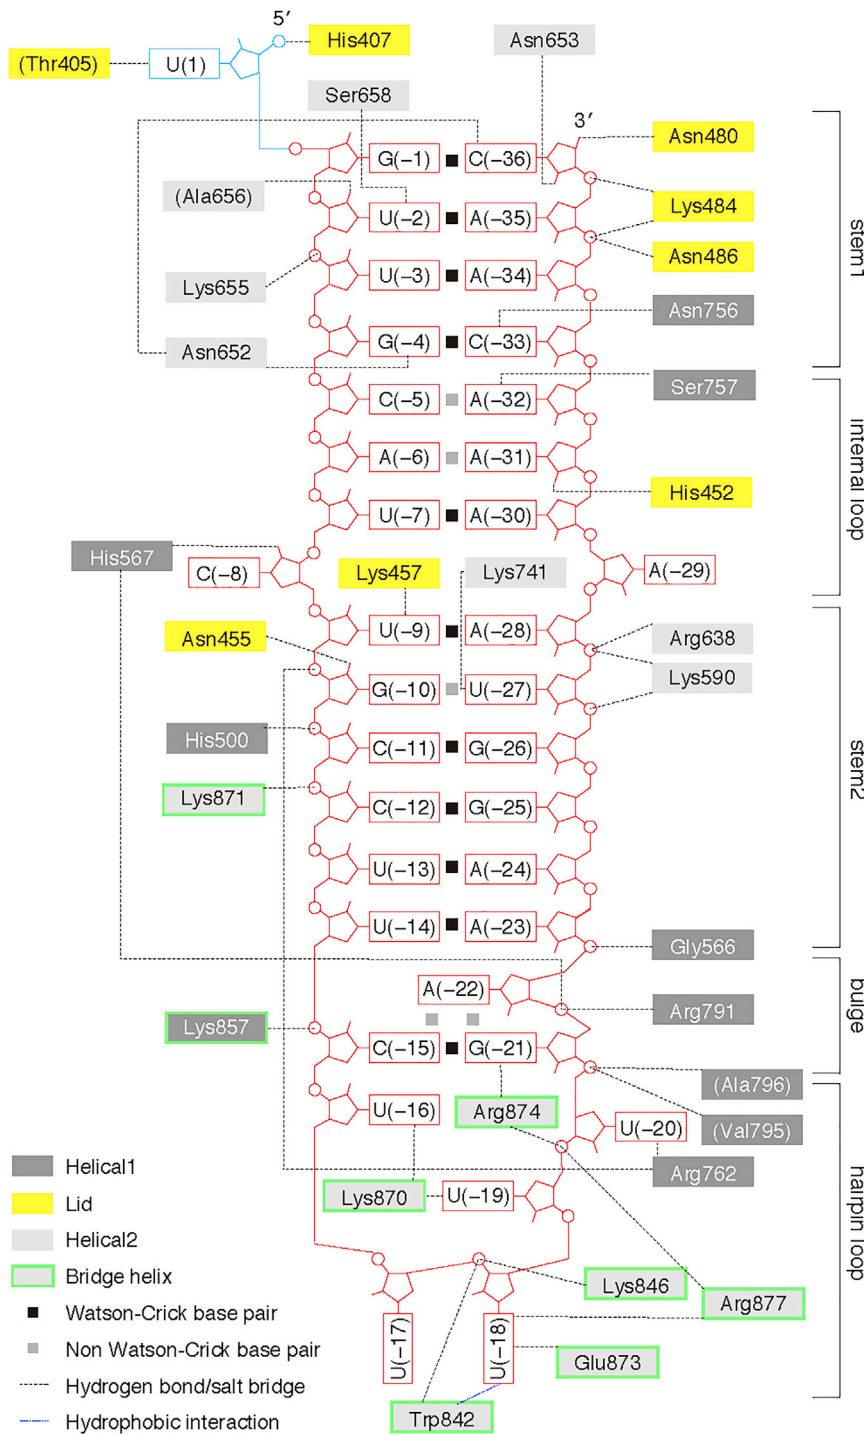 5′
(Thr405)
U(1)
His407
Asn653
Ser658
3′
Asn480
G(−1)
C(−36)
(Ala656)
Lys484
U(−2)
A(−35)
Asn486
stem1
Lys655
U(−3)
A(−34)
Asn756
Asn652
G(−4)
C(−33)
Ser757
C(−5)
A(−32)
internal loop
A(−6)
A(−31)
His452
U(−7)
A(−30)
His567
C(−8)
Lys457
Lys741
A(−29)
Asn455
U(−9)
A(−28)
Arg638
G(−10)
U(−27)
Lys590
His500
C(−11)
G(−26)
stem2
Lys871
C(−12)
G(−25)
U(−13)
A(−24)
U(−14)
A(−23)
Gly566
A(−22)
Arg791
bulge
Lys857
C(−15)
G(−21)
(Ala796)
U(−16)
Arg874
U(−20)
(Val795)
Arg762
Lys870
U(−19)
hairpin loop
Lys846
Arg877
U(−17)
U(−18)
Glu873
Trp842
Helical1
Lid
Helical2
Bridge helix
Watson-Crick base pair
Non Watson-Crick base pair
Hydrogen bond/salt bridge
Hydrophobic interaction